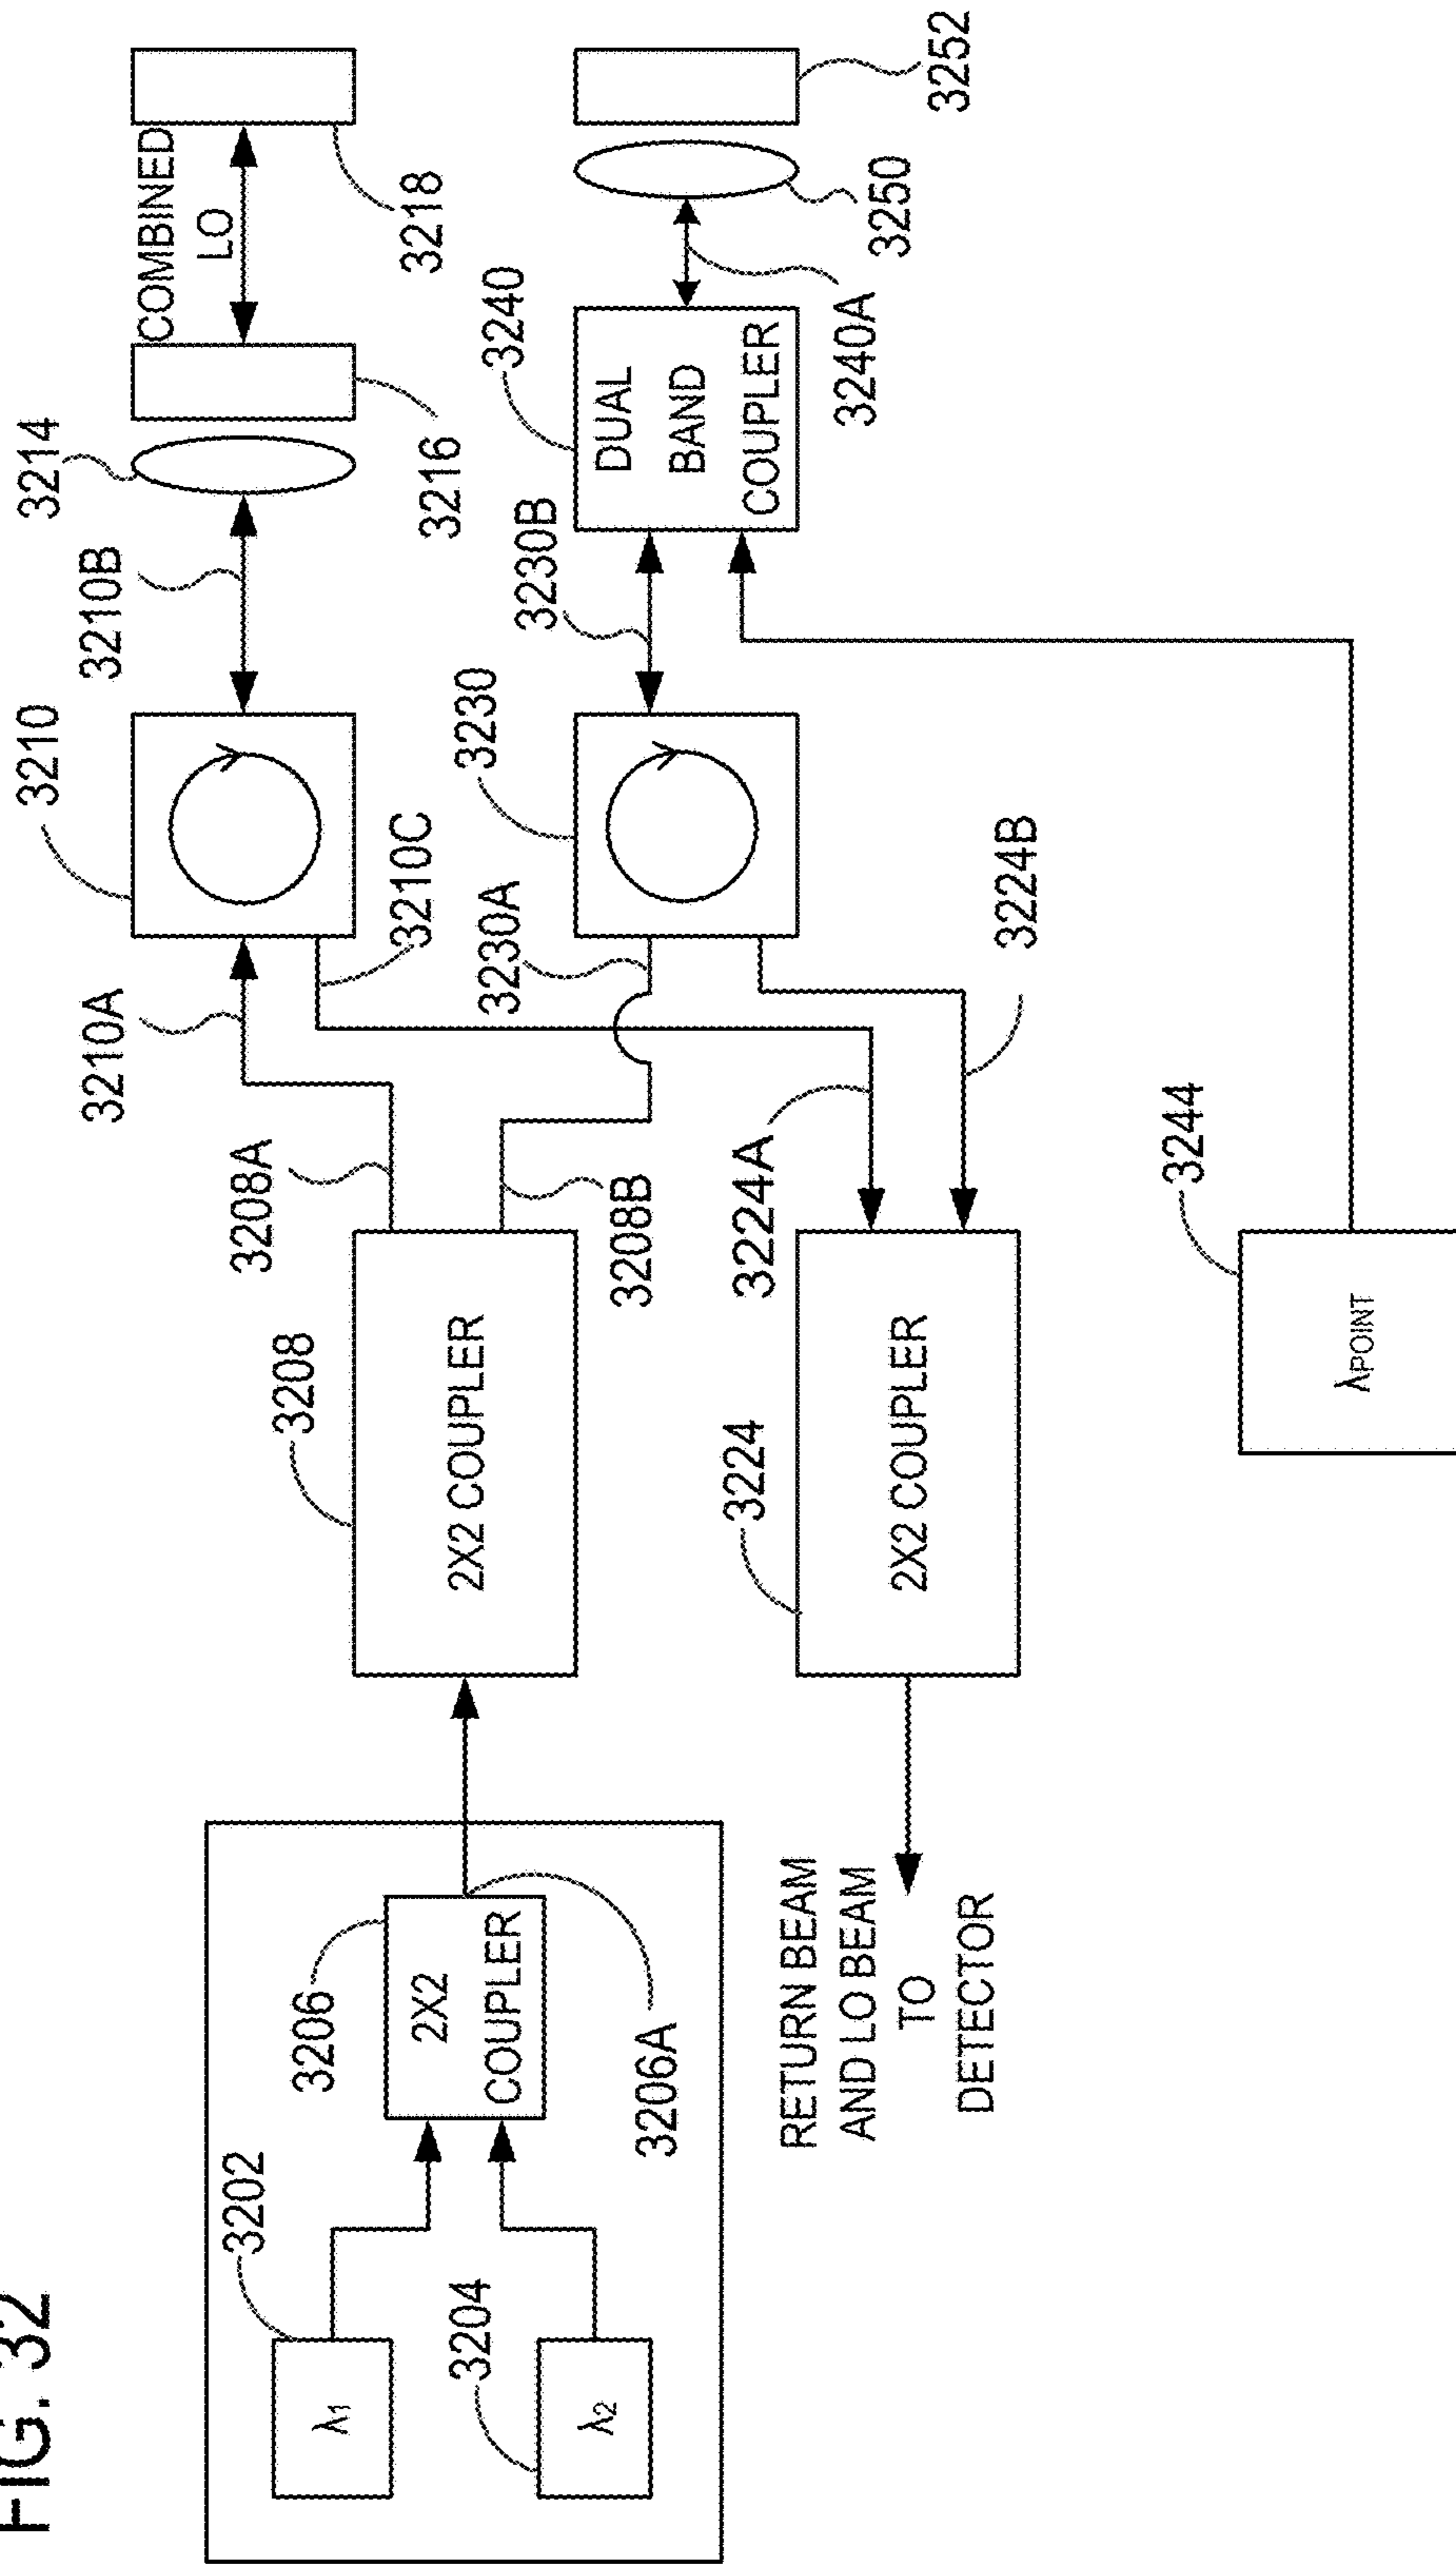 FIG. 32
3202
λ1
3204
λ2
3206
2X2
COUPLER
3206A
3208
2X2 COUPLER
3208A
3208B
3210A
3210
3210C
3210B
3214
3216
COMBINED
LO
3218
3230A
3230
3230B
3240
DUAL
BAND
COUPLER
3240A
3250
3252
3224
2X2 COUPLER
3224A
3224B
RETURN BEAM
AND LO BEAM
TO
DETECTOR
3244
λPOINT